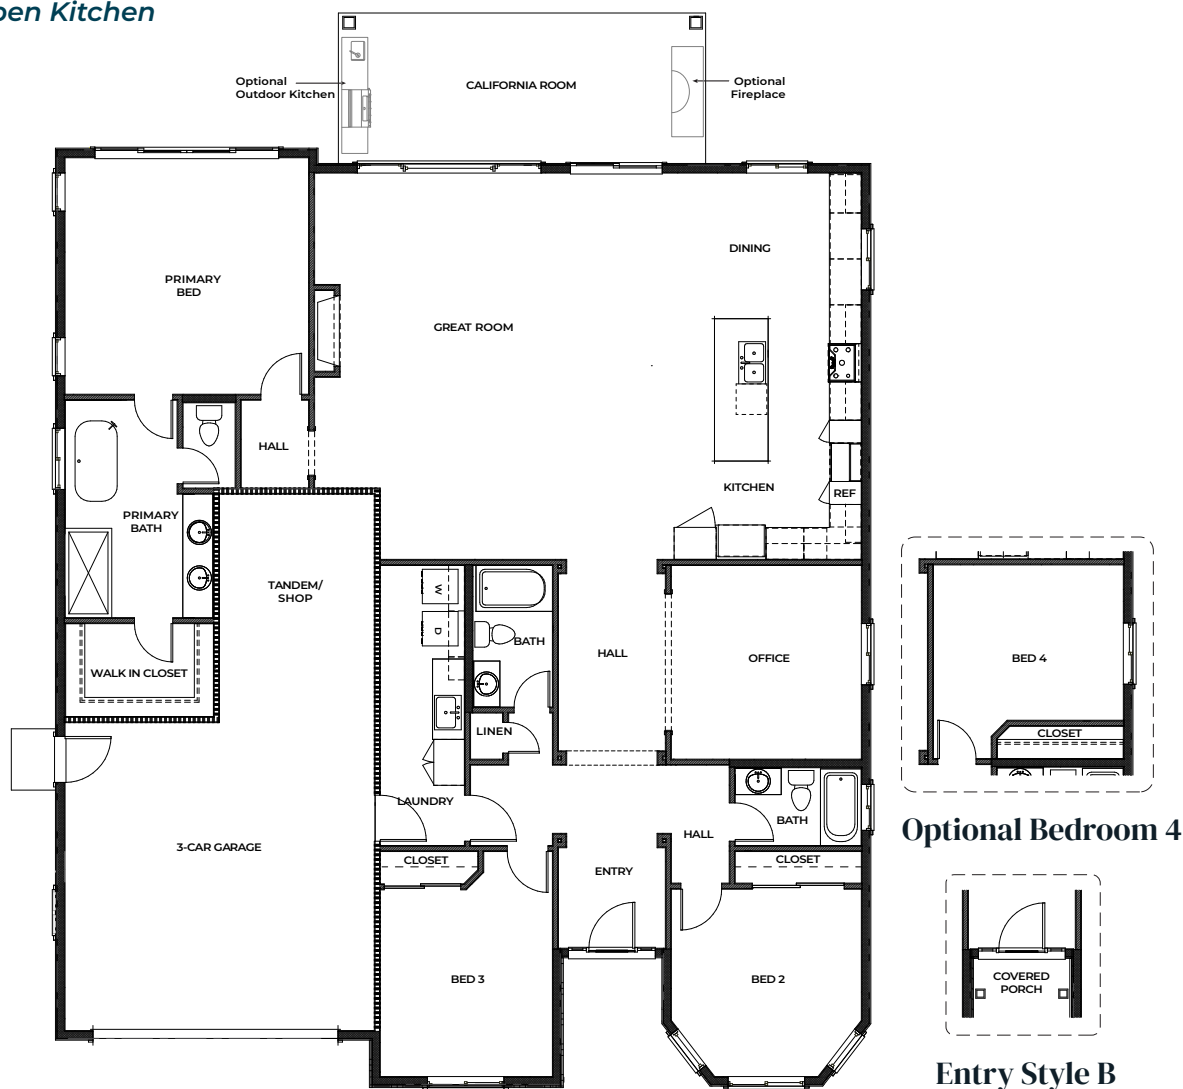 pen Kitchen
Optional
Outdoor Kitchen
CALIFORNIA ROOM
Optional
Fireplace
PRIMARY
BED
DINING
GREAT ROOM
HALL
KITCHEN
REF
PRIMARY
BATH
TANDEM/
SHOP
W
D
BATH
HALL
OFFICE
WALK IN CLOSET
LINEN
BED 4
CLOSET
LAUNDRY
HALL
BATH
Optional Bedroom 4
3-CAR GARAGE
CLOSET
ENTRY
CLOSET
BED 3
BED 2
COVERED
PORCH
Entry Style B